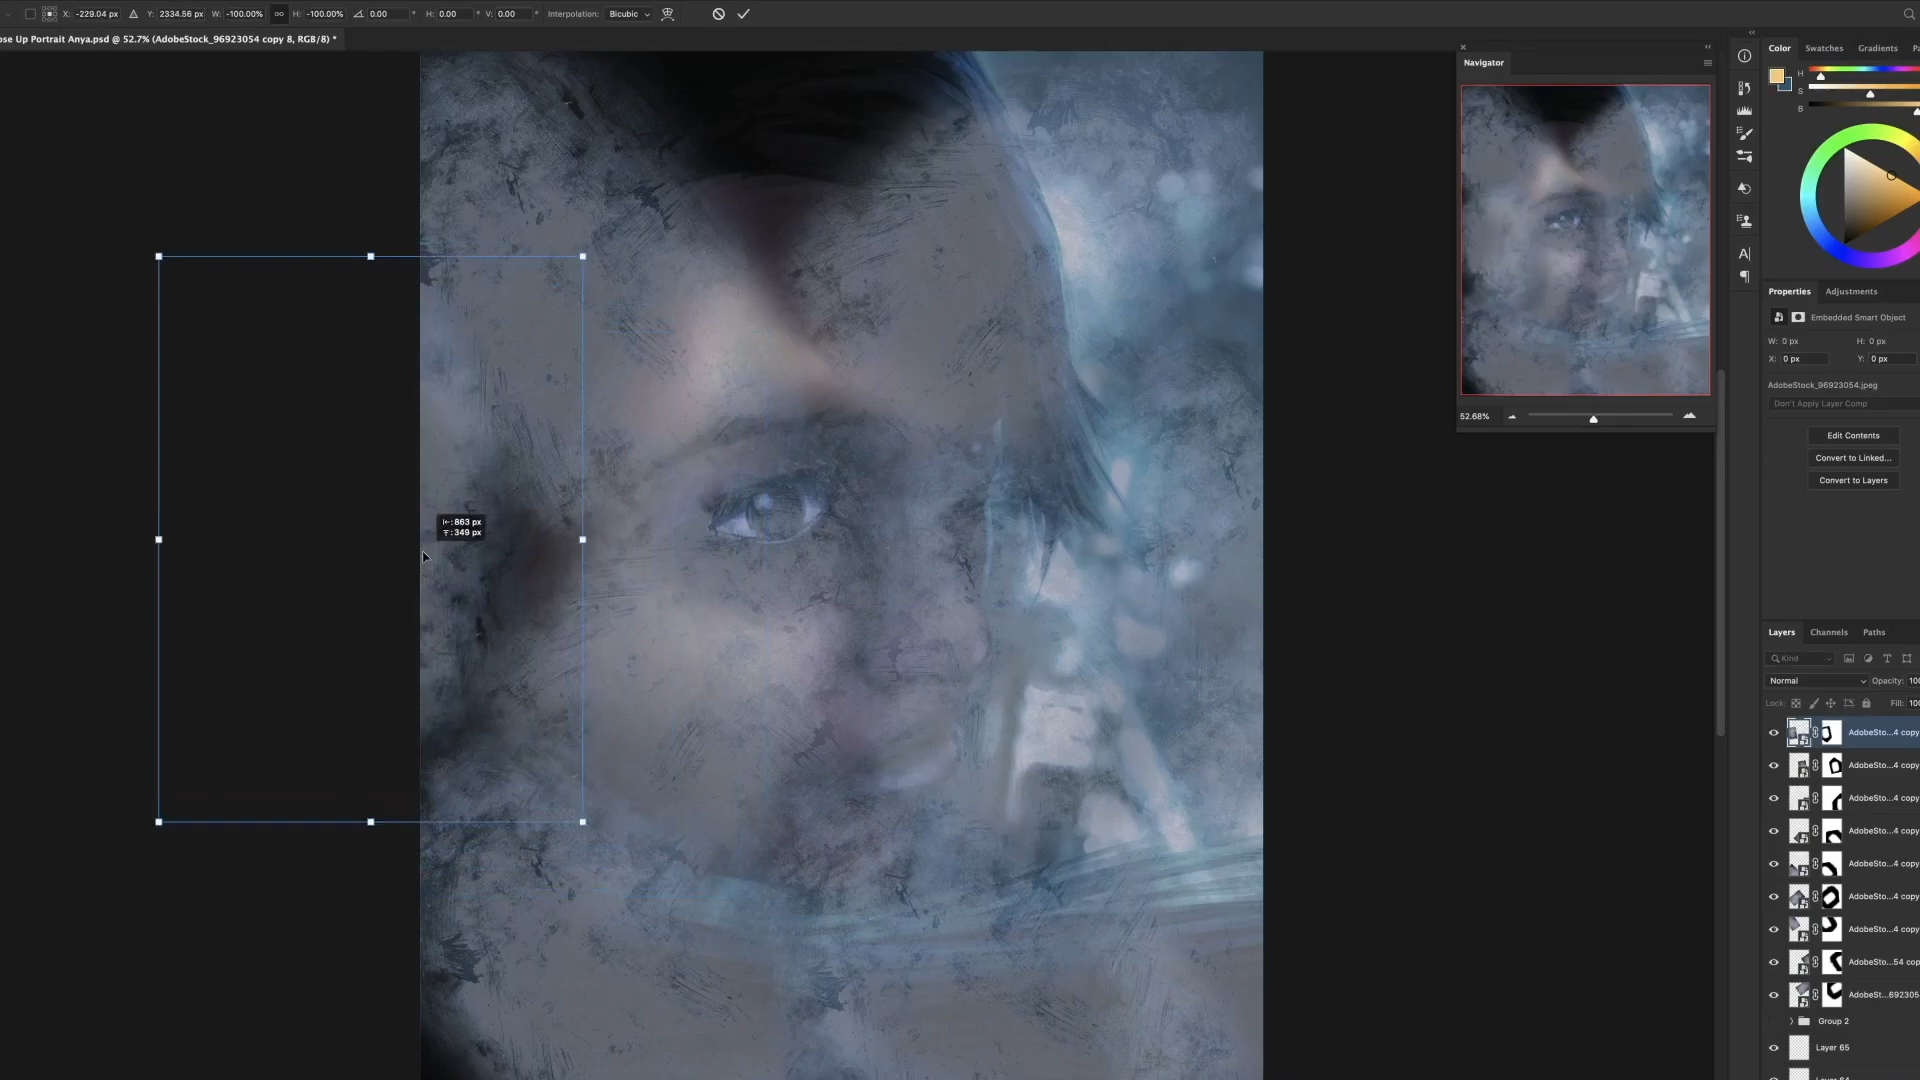 X: -229.04 px Y: 2334.56 px W: -100.00% H: -100.00% 0.00 ° H: 0.00 ° V: 0.00 ° Interpolation: Bicubic
ose Up Portrait Anya.psd @ 52.7% (AdobeStock_96923054 copy 8, RGB/8) *
Navigator
52.68%
863 px
349 px
Color Swatches Gradients Pa
H
S
B
Properties Adjustments
Embedded Smart Object
W: 0 px H: 0 px
X: 0 px Y: 0 px
AdobeStock_96923054.jpeg
Don't Apply Layer Comp
Edit Contents
Convert to Linked...
Convert to Layers
Layers Channels Paths
Kind
Normal Opacity: 100
Lock: Fill: 100
AdobeSto...4 copy
AdobeSto...4 copy
AdobeSto...4 copy
AdobeSto...4 copy
AdobeSto...4 copy
AdobeSto...4 copy
AdobeSto...4 copy
AdobeSto...54 cop
AdobeSt...692305
Group 2
Layer 65